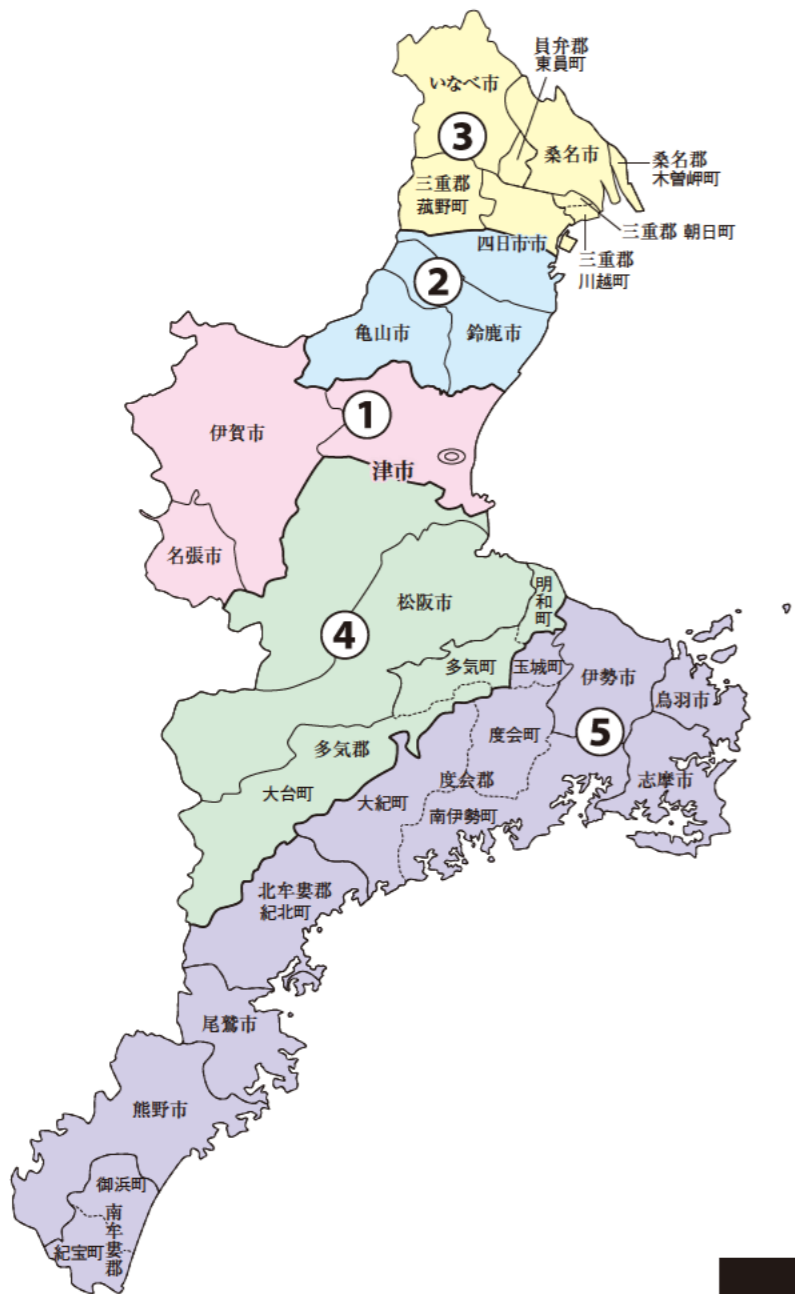 員弁郡
東員町
いなべ市
③
桑名市
桑名郡
木曽岬町
三重郡
菰野町
三重郡 朝日町
四日市市
三重郡
川越町
②
亀山市
鈴鹿市
①
伊賀市
津市
名張市
明和町
松阪市
④
多気町
玉城町
伊勢市
鳥羽市
度会町
⑤
多気郡
度会郡
志摩市
大台町
大紀町
南伊勢町
北牟婁郡
紀北町
尾鷲市
熊野市
御浜町
南牟婁郡
紀宝町